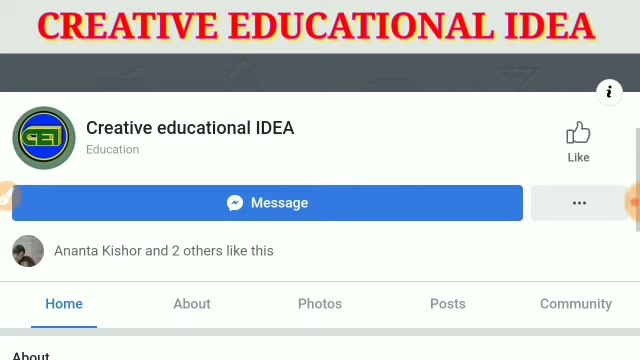 CREATIVE EDUCATIONAL IDEA
i
CEI
Creative educational IDEA
Education
Like
Message
Ananta Kishor and 2 others like this
Home About Photos Posts Community
About